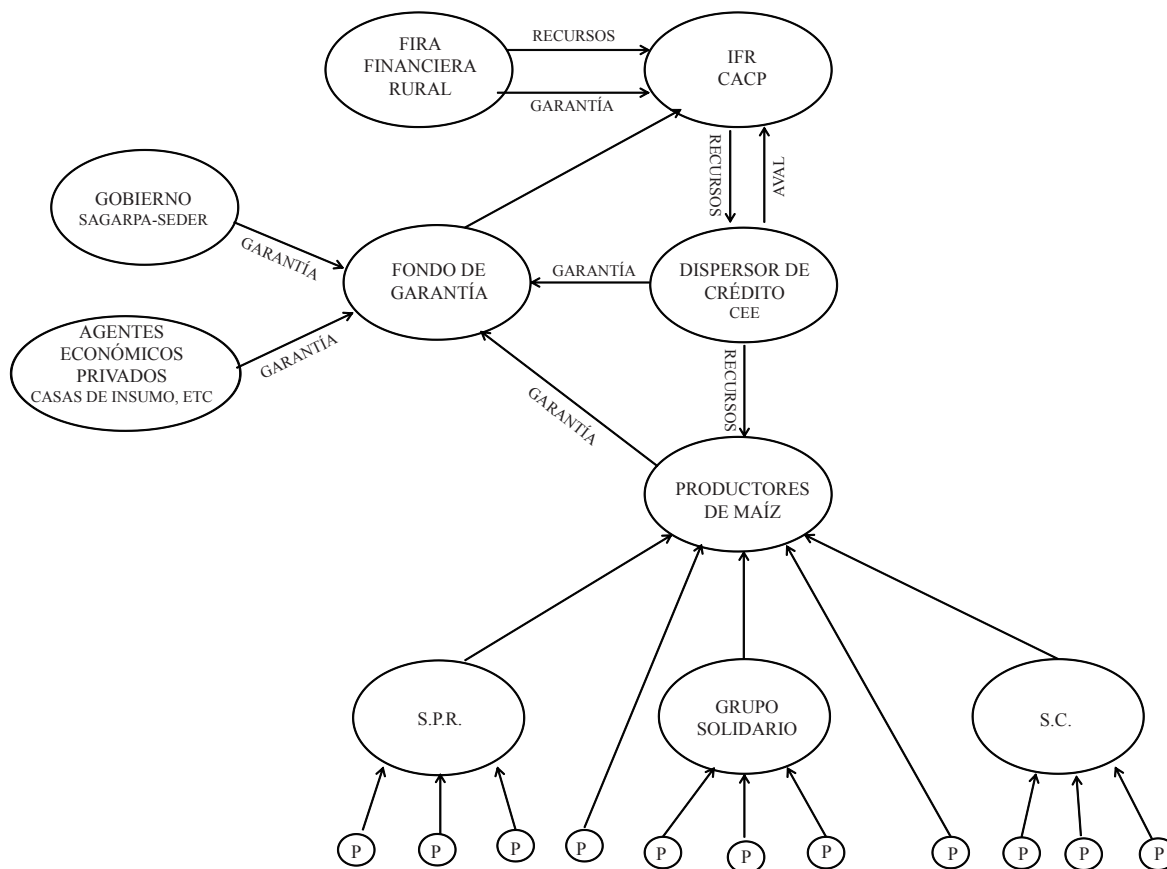 FIRA
FINANCIERA
RURAL
RECURSOS
GARANTÍA
IFR
CACP
RECURSOS
AVAL
GOBIERNO
SAGARPA-SEDER
GARANTÍA
FONDO DE
GARANTÍA
GARANTÍA
DISPERSOR DE
CRÉDITO
CEE
AGENTES
ECONÓMICOS
PRIVADOS
CASAS DE INSUMO, ETC
GARANTÍA
GARANTÍA
RECURSOS
PRODUCTORES
DE MAÍZ
S.P.R.
GRUPO
SOLIDARIO
S.C.
P
P
P
P
P
P
P
P
P
P
P